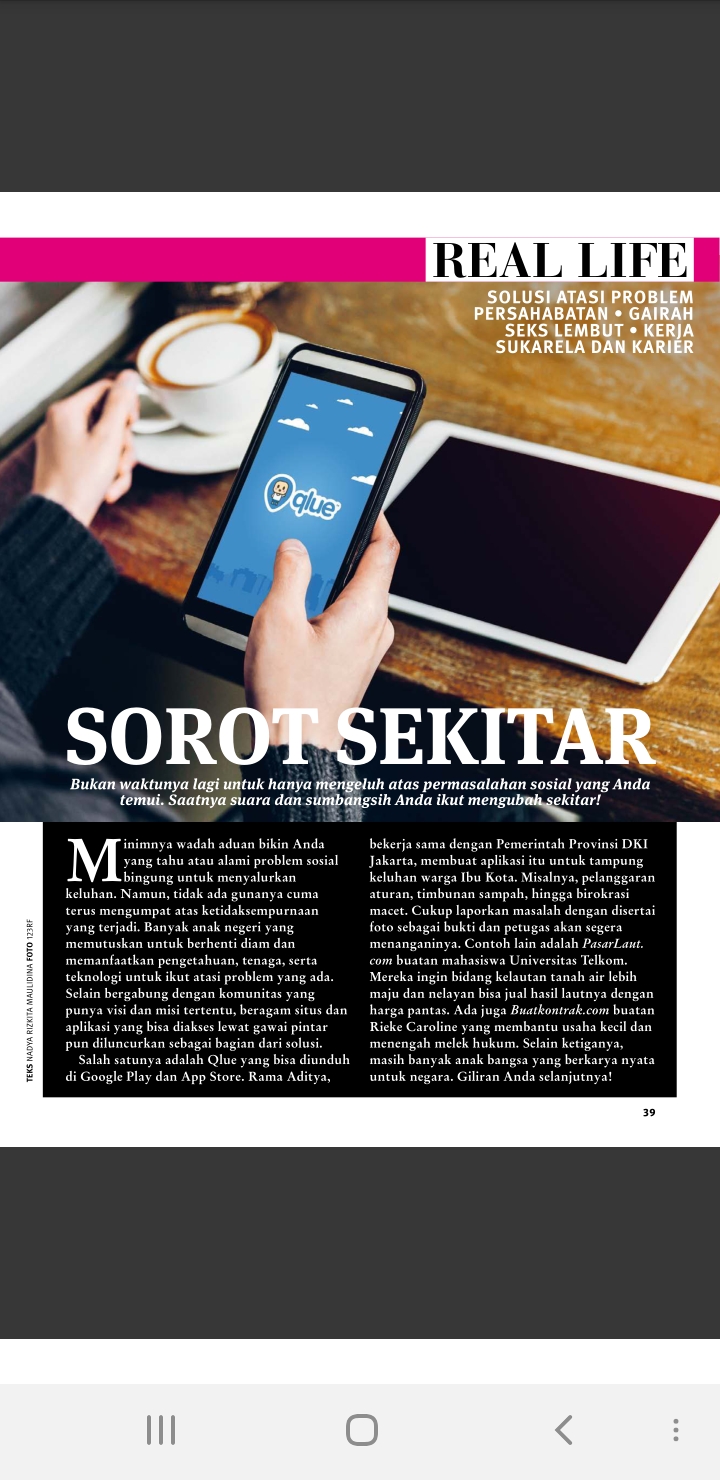 REAL LIFE
SOLUSI ATASI PROBLEM
PERSAHABATAN • GAIRAH
SEKS LEMBUT • KERJA
SUKARELA DAN KARIER
qlue
SOROT SEKITAR
Bukan waktunya lagi untuk hanya mengeluh atas permasalahan sosial yang Anda
temui. Saatnya suara dan sumbangsih Anda ikut mengubah sekitar!
Minimnya wadah aduan bikin Anda
yang tahu atau alami problem sosial
bingung untuk menyalurkan
keluhan. Namun, tidak ada gunanya cuma
terus mengumpat atas ketidaksempurnaan
yang terjadi. Banyak anak negeri yang
memutuskan untuk berhenti diam dan
memanfaatkan pengetahuan, tenaga, serta
teknologi untuk ikut atasi problem yang ada.
Selain bergabung dengan komunitas yang
punya visi dan misi tertentu, beragam situs dan
aplikasi yang bisa diakses lewat gawai pintar
pun diluncurkan sebagai bagian dari solusi.
Salah satunya adalah Qlue yang bisa diunduh
di Google Play dan App Store. Rama Aditya,
bekerja sama dengan Pemerintah Provinsi DKI
Jakarta, membuat aplikasi itu untuk tampung
keluhan warga Ibu Kota. Misalnya, pelanggaran
aturan, timbunan sampah, hingga birokrasi
macet. Cukup laporkan masalah dengan disertai
foto sebagai bukti dan petugas akan segera
menanganinya. Contoh lain adalah PasarLaut.
com buatan mahasiswa Universitas Telkom.
Mereka ingin bidang kelautan tanah air lebih
maju dan nelayan bisa jual hasil lautnya dengan
harga pantas. Ada juga Buatkontrak.com buatan
Rieke Caroline yang membantu usaha kecil dan
menengah melek hukum. Selain ketiganya,
masih banyak anak bangsa yang berkarya nyata
untuk negara. Giliran Anda selanjutnya!
TEKS NADYA RIZKITA MAULIDINA FOTO 123RF
39